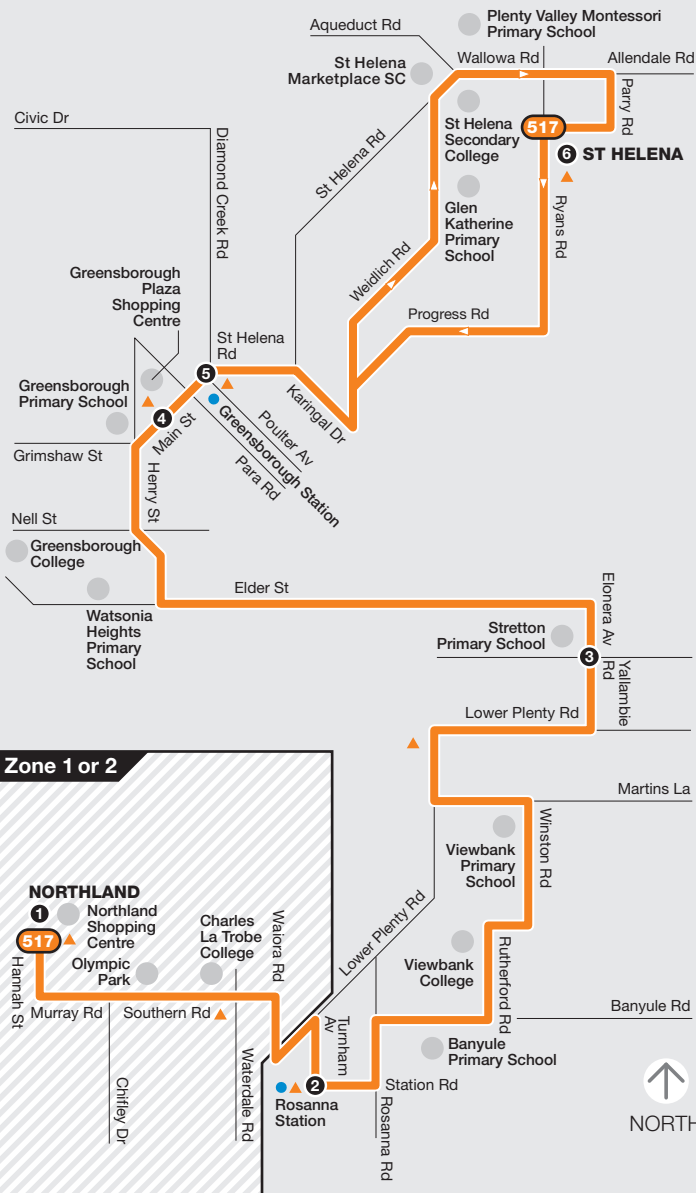 Plenty Valley Montessori
Primary School
Aqueduct Rd
Wallowa Rd
Allendale Rd
St Helena
Marketplace SC
Parry Rd
Civic Dr
St Helena
Secondary
College
517
6 ST HELENA
Diamond Creek Rd
St Helena Rd
Glen
Katherine
Primary
School
Ryans Rd
Weidlich Rd
Greensborough
Plaza
Shopping
Centre
Progress Rd
St Helena
Rd
5
Greensborough
Primary School
4
Main St
Karingal Dr
Poulter Av
Greensborough Station
Para Rd
Grimshaw St
Henry St
Nell St
Greensborough
College
Elder St
Elonera Av
Watsonia
Heights
Primary
School
Stretton
Primary School
3
Yallambie
Rd
Lower Plenty Rd
Zone 1 or 2
Martins La
Winston Rd
Viewbank
Primary
School
NORTHLAND
1
Northland
Shopping
Centre
517
Charles
La Trobe
College
Waiora Rd
Lower Plenty Rd
Olympic
Park
Viewbank
College
Rutherford Rd
Hannah St
Murray Rd
Southern Rd
Banyule Rd
Turnham
Av
Banyule
Primary School
Chifley Dr
Waterdale Rd
2
Station Rd
Rosanna
Station
Rosanna Rd
NORTH